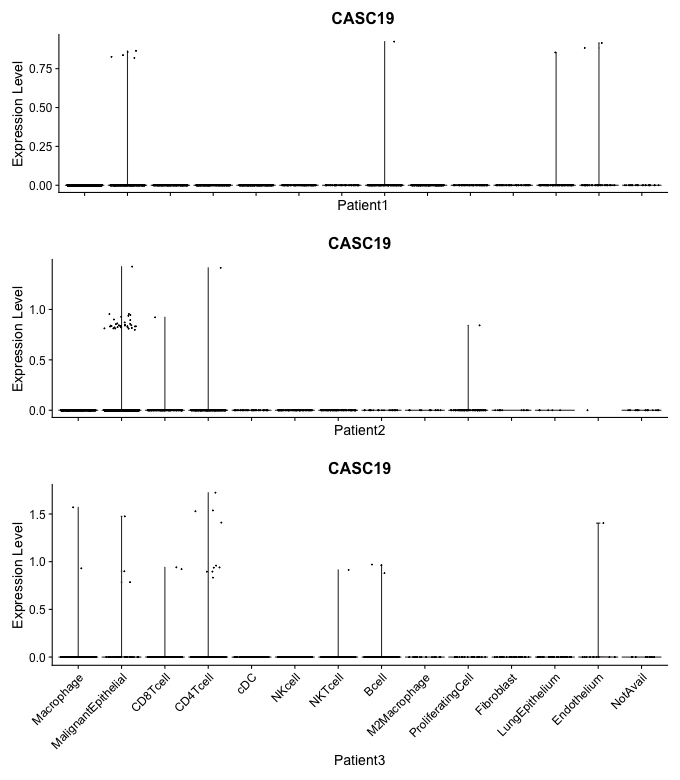 CASC19
Expression Level
0.75
0.50
0.25
0.00
Patient1
CASC19
Expression Level
1.0
0.5
0.0
Patient2
CASC19
Expression Level
1.5
1.0
0.5
0.0
Macrophage
MalignantEpithelial
CD8Tcell
CD4Tcell
cDC
NKcell
NKTcell
Bcell
M2Macrophage
ProliferatingCell
Fibroblast
LungEpithelium
Endothelium
NotAvail
Patient3